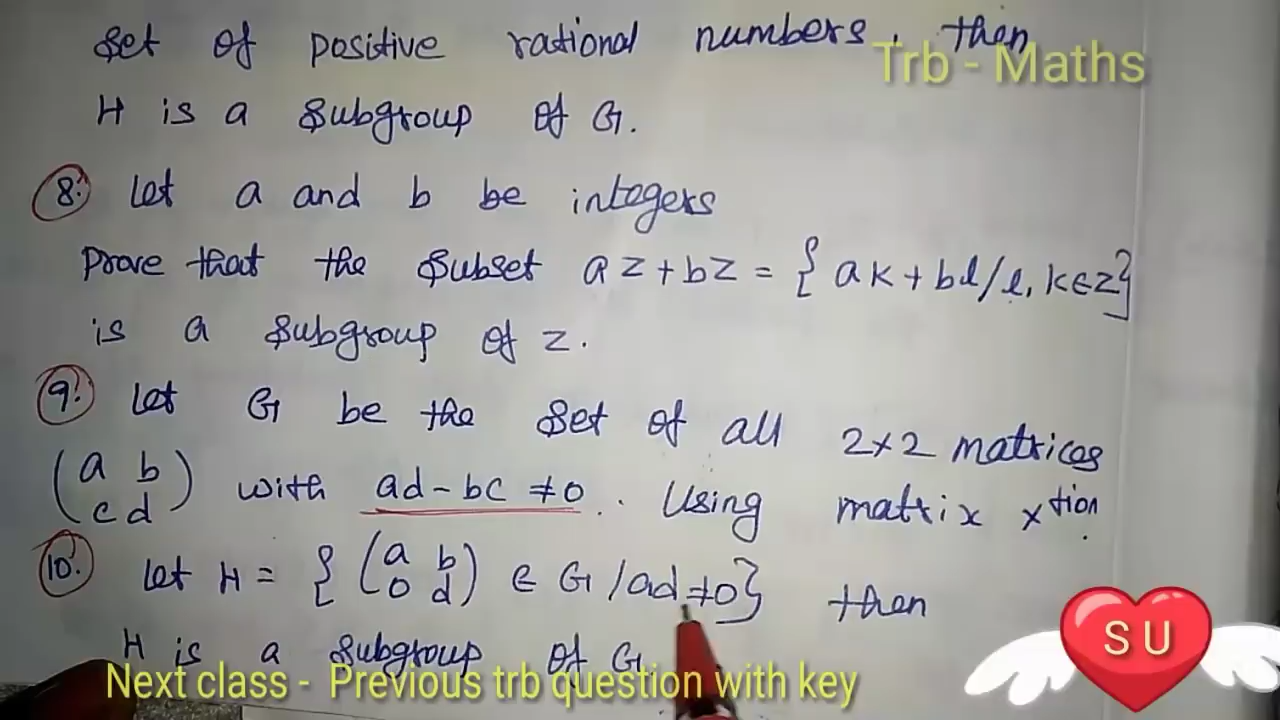 set of positive rational numbers, then
Trb - Maths
H is a subgroup of G.
8. Let a and b be integers
Prove that the subset aZ + bZ = { ak + bl / l, k ∈ Z}
is a subgroup of Z.
9. Let G be the set of all 2×2 matrices
(a b
c d) with ad - bc ≠ 0. Using matrix xtion.
10. Let H = { (a b
0 d) ∈ G / ad ≠ 0} then
H is a subgroup of G.
S U
Next class - Previous trb question with key